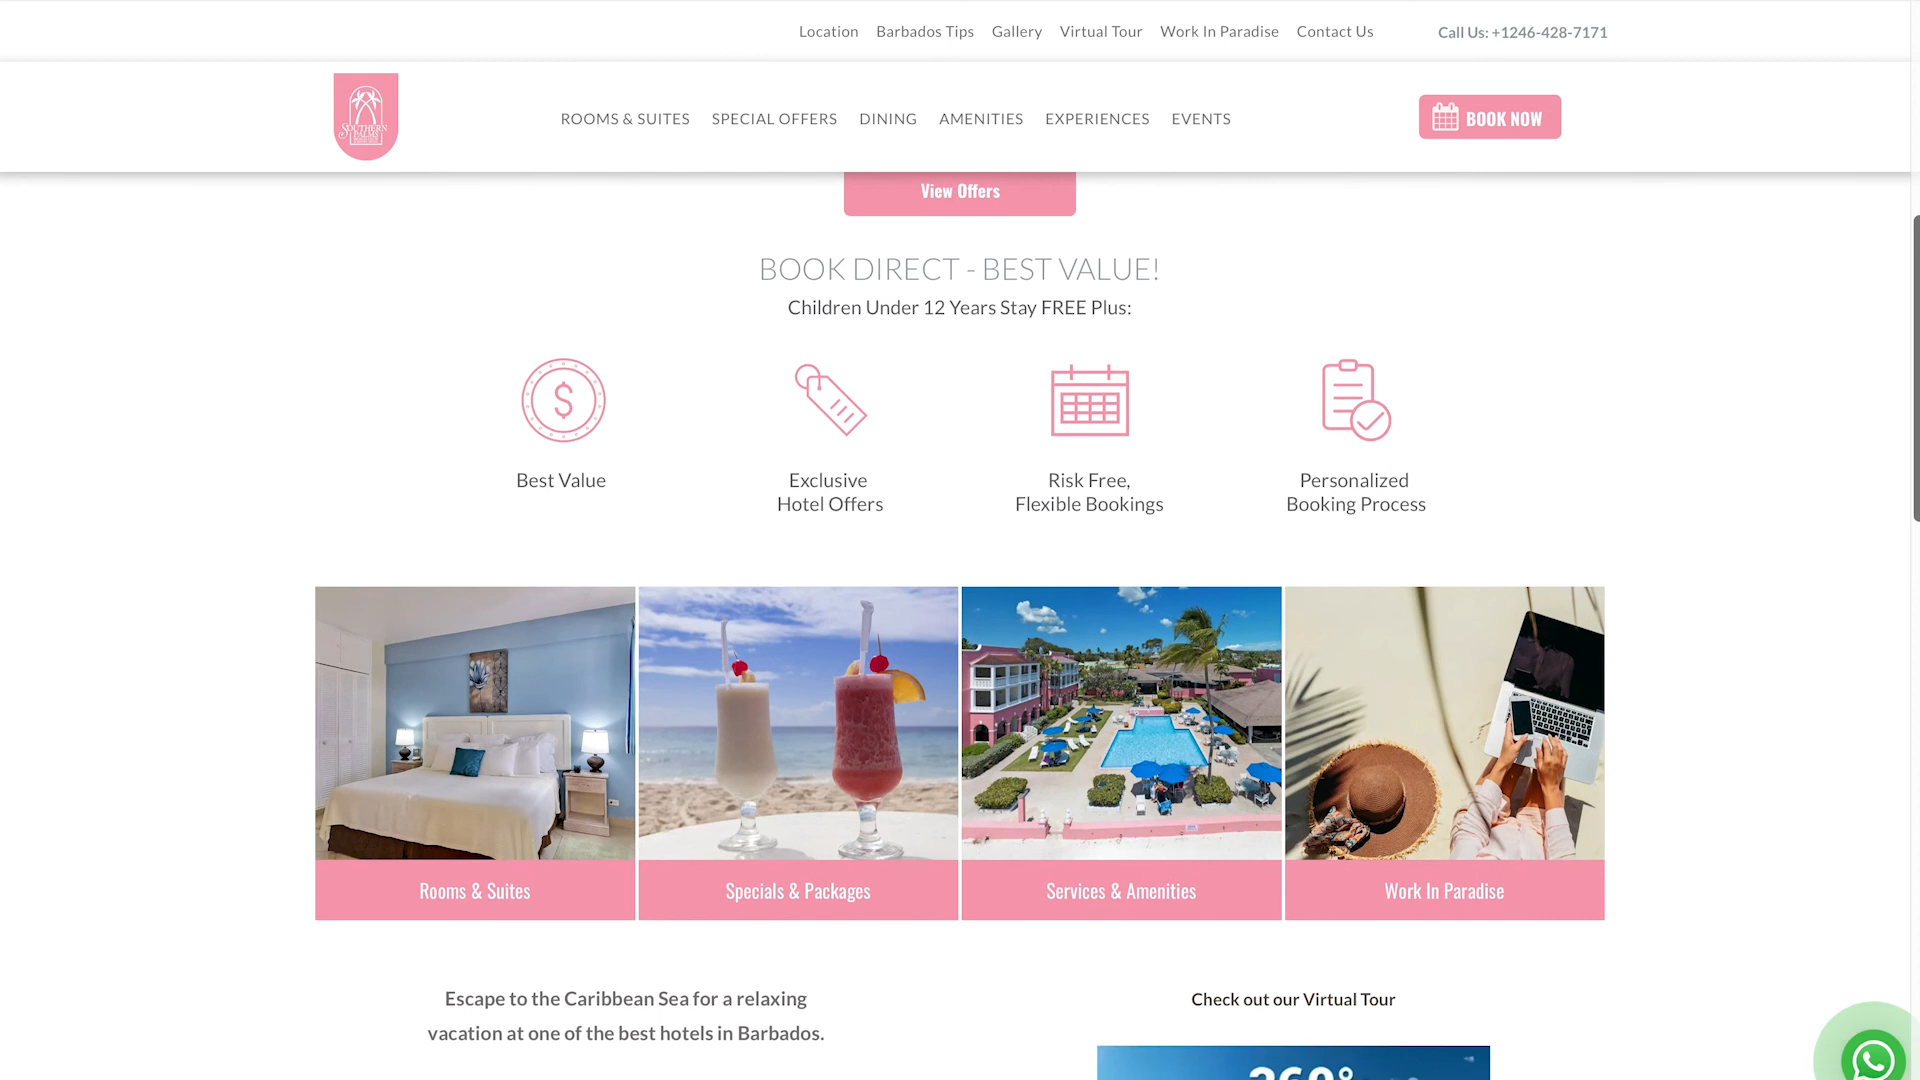 Location Barbados Tips Gallery Virtual Tour Work In Paradise Contact Us Call Us: +1246-428-7171
SOUTHERN
PALMS
ROOMS & SUITES SPECIAL OFFERS DINING AMENITIES EXPERIENCES EVENTS
BOOK NOW
View Offers
BOOK DIRECT - BEST VALUE!
Children Under 12 Years Stay FREE Plus:
Best Value
Exclusive
Hotel Offers
Risk Free,
Flexible Bookings
Personalized
Booking Process
Rooms & Suites
Specials & Packages
Services & Amenities
Work In Paradise
Escape to the Caribbean Sea for a relaxing
vacation at one of the best hotels in Barbados.
Check out our Virtual Tour
360°